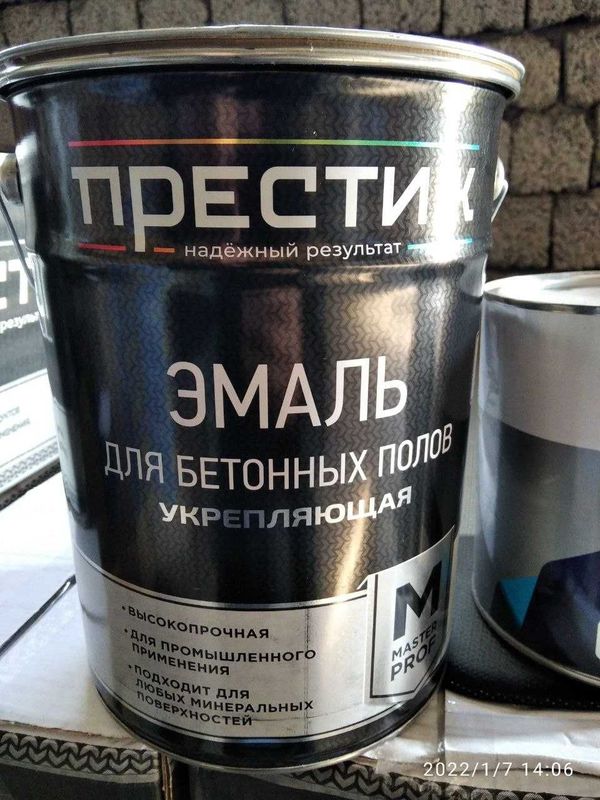 ПРЕСТИЖ
надёжный результат
ЭМАЛЬ
ДЛЯ БЕТОННЫХ ПОЛОВ
УКРЕПЛЯЮЩАЯ
• ВЫСОКОПРОЧНАЯ
• ДЛЯ ПРОМЫШЛЕННОГО
ПРИМЕНЕНИЯ
• ПОДХОДИТ ДЛЯ
ЛЮБЫХ МИНЕРАЛЬНЫХ
ПОВЕРХНОСТЕЙ
M
MASTER
PROF
2022/1/7 14:06